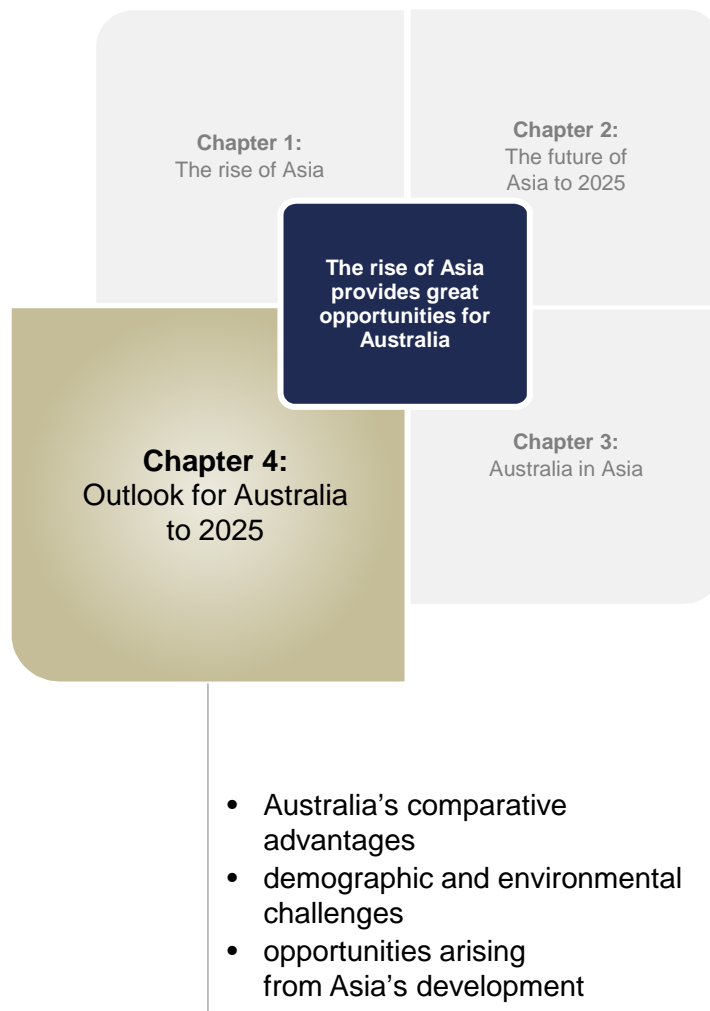 Chapter 1:
The rise of Asia
Chapter 2:
The future of
Asia to 2025
The rise of Asia
provides great
opportunities for
Australia
Chapter 4:
Outlook for Australia
to 2025
Chapter 3:
Australia in Asia
• Australia’s comparative
advantages
• demographic and environmental
challenges
• opportunities arising
from Asia’s development